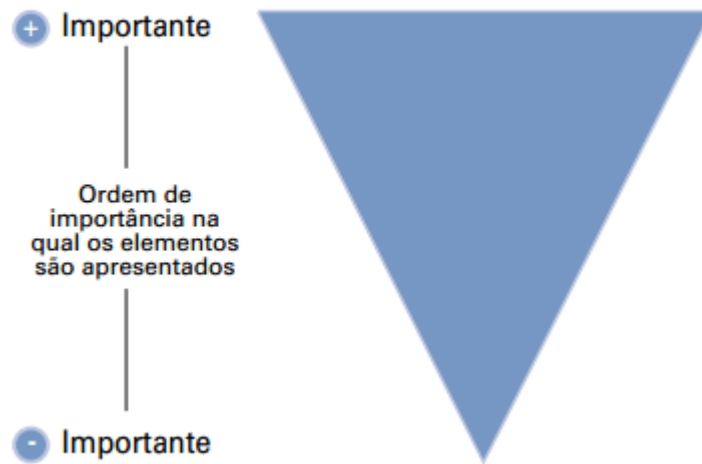 + Importante
Ordem de
importância na
qual os elementos
são apresentados
- Importante